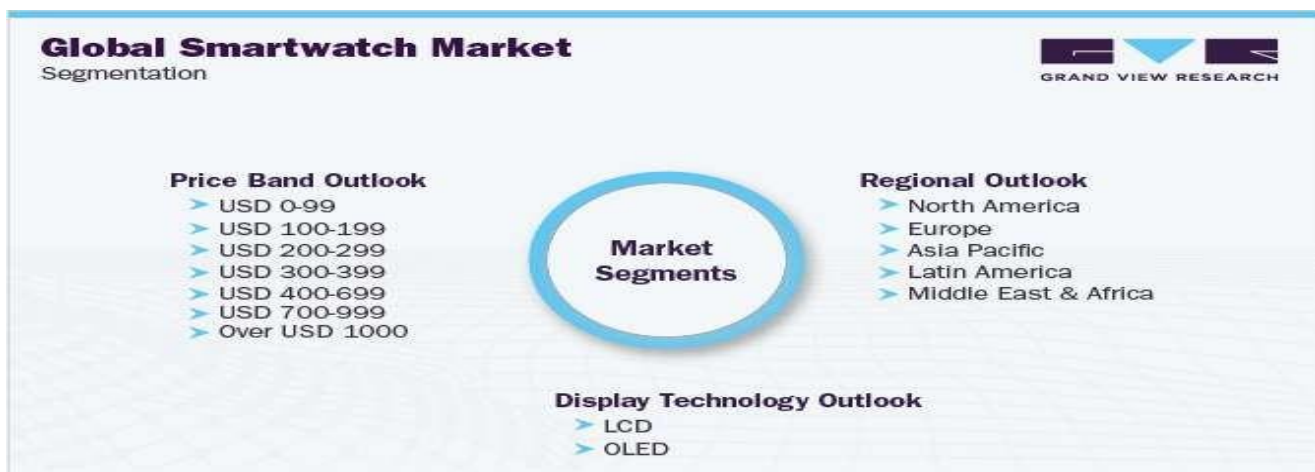 Global Smartwatch Market
Segmentation
GRAND VIEW RESEARCH
Price Band Outlook
USD 0-99
USD 100-199
USD 200-299
USD 300-399
USD 400-699
USD 700-999
Over USD 1000
Market
Segments
Regional Outlook
North America
Europe
Asia Pacific
Latin America
Middle East & Africa
Display Technology Outlook
LCD
OLED